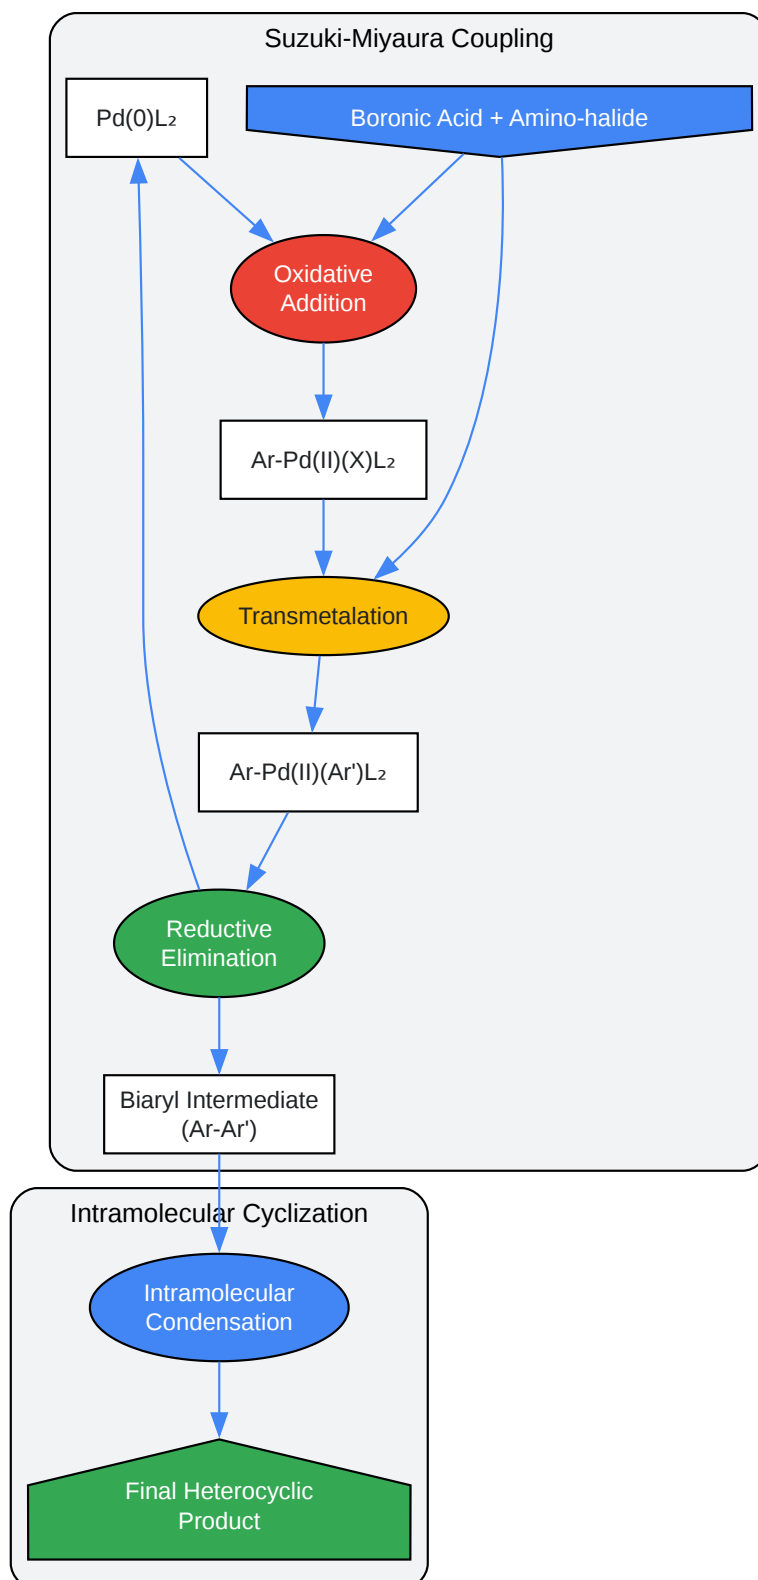 Suzuki-Miyaura Coupling
Pd(0)L₂
Boronic Acid + Amino-halide
Oxidative
Addition
Ar-Pd(II)(X)L₂
Transmetalation
Ar-Pd(II)(Ar')L₂
Reductive
Elimination
Biaryl Intermediate
(Ar-Ar')
Intramolecular Cyclization
Intramolecular
Condensation
Final Heterocyclic
Product